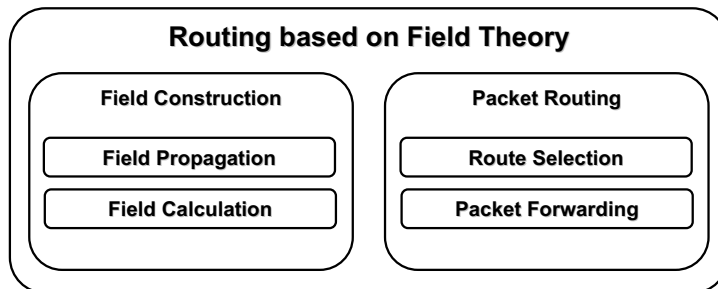 Routing based on Field Theory
Field Construction
Field Propagation
Field Calculation
Packet Routing
Route Selection
Packet Forwarding